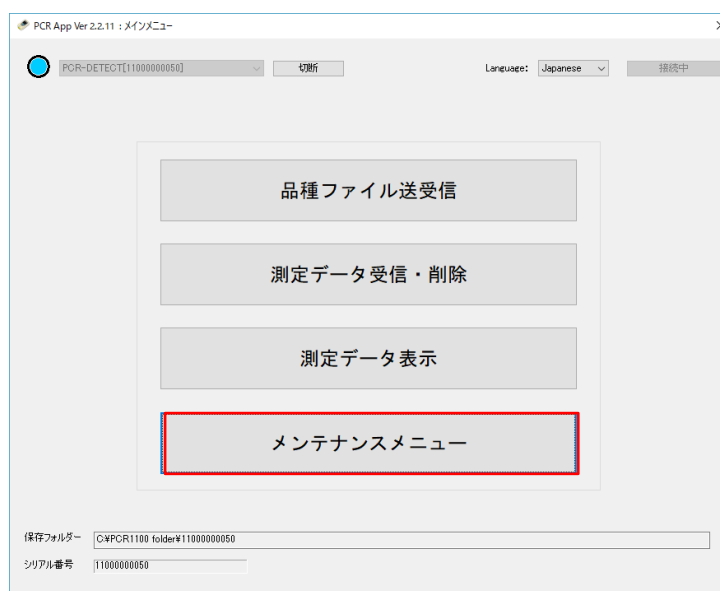 PCR App Ver 2.2.11 : メインメニュー
PCR-DETECT[11000000050] 切断 Language: Japanese 接続中
品種ファイル送受信
測定データ受信・削除
測定データ表示
メンテナンスメニュー
保存フォルダー C:¥PCR1100 folder¥11000000050
シリアル番号 11000000050